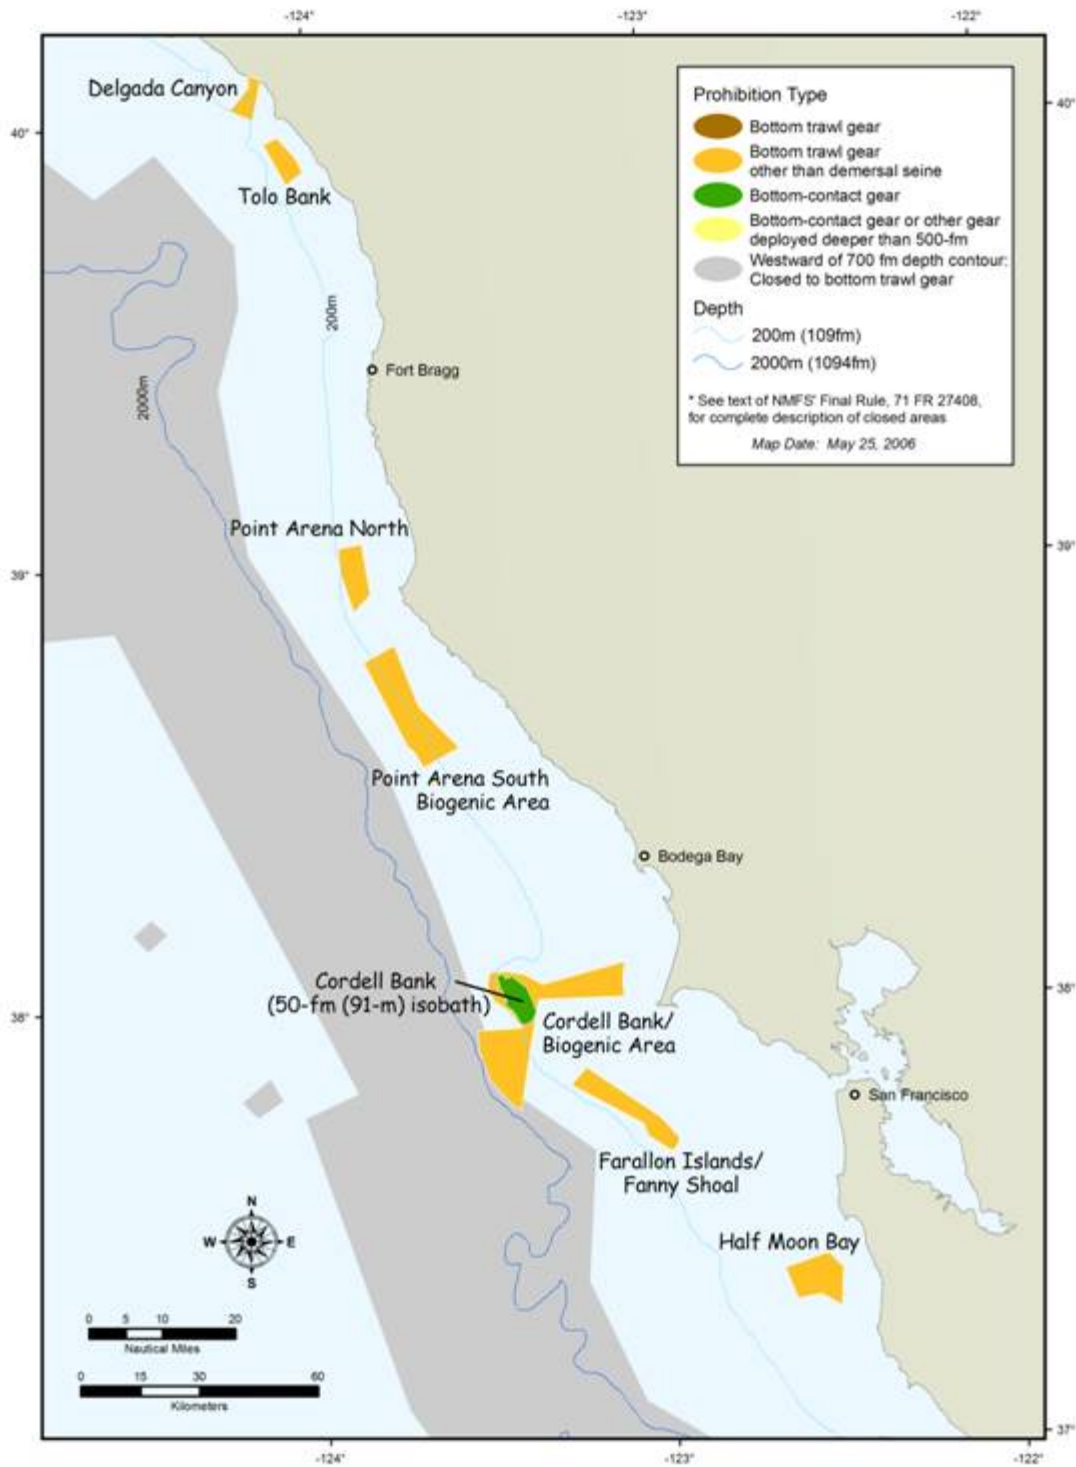 -124°
-123°
-122°
Delgada Canyon
40°
40°
Tolo Bank
Prohibition Type
Bottom trawl gear
Bottom trawl gear
other than demersal seine
Bottom-contact gear
Bottom-contact gear or other gear
deployed deeper than 500-fm
Westward of 700 fm depth contour:
Closed to bottom trawl gear
Depth
200m (109fm)
2000m (1094fm)
* See text of NMFS' Final Rule, 71 FR 27408,
for complete description of closed areas
Map Date: May 25, 2006
200m
2000m
Fort Bragg
Point Arena North
39°
39°
Point Arena South
Biogenic Area
Bodega Bay
Cordell Bank
(50-fm (91-m) isobath)
38°
38°
Cordell Bank/
Biogenic Area
San Francisco
Farallon Islands/
Fanny Shoal
Half Moon Bay
N
W
E
S
0 5 10 20
Nautical Miles
0 15 30 60
Kilometers
37°
-124°
-123°
-122°